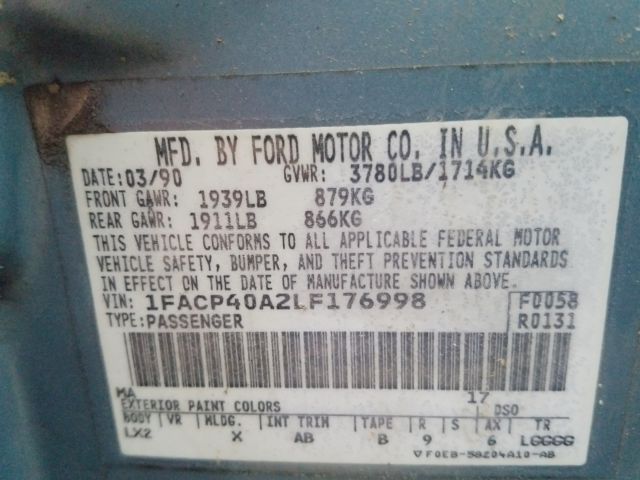 MFD. BY FORD MOTOR CO. IN U.S.A.
DATE: 03/90 GVWR: 3780LB/1714KG
FRONT GAWR: 1939LB 879KG
REAR GAWR: 1911LB 866KG
THIS VEHICLE CONFORMS TO ALL APPLICABLE FEDERAL MOTOR
VEHICLE SAFETY, BUMPER, AND THEFT PREVENTION STANDARDS
IN EFFECT ON THE DATE OF MANUFACTURE SHOWN ABOVE.
VIN: 1FACP40A2LF176998 F0058
TYPE: PASSENGER R0131
MA 17
EXTERIOR PAINT COLORS DSO
BODY VR MLDG. INT TRIM TAPE R S AX TR
LX2 X AB B 9 6 LGGGG
▽ F0EB-58204A10-AB